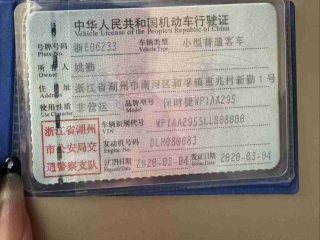 中华人民共和国机动车行驶证
Vehicle License of the People's Republic of China
号牌号码 浙E06233 车辆类型 小型普通客车
Plate No. Vehicle Type
所有人 姚勤
Owner
住址 浙江省湖州市南浔区和平镇重兆村新勤1号
Address
使用性质 非营运 品牌型号 保时捷WP1AA295
Use Character Model
浙江省湖州
市公安局交
通警察支队
车辆识别代号 WP1AA2955LLS88888
VIN
发动机号码 DLH080883
Engine No.
注册日期 2020-03-04 发证日期 2020-03-04
Register Date Issue Date